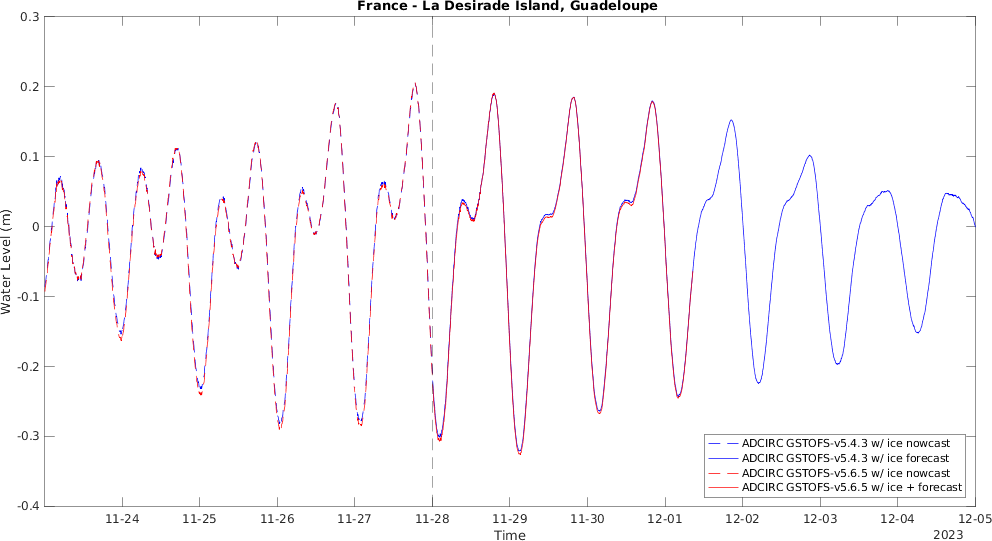 France - La Desirade Island, Guadeloupe
0.3
0.2
0.1
0
-0.1
-0.2
-0.3
-0.4
Water Level (m)
11-24 11-25 11-26 11-27 11-28 11-29 11-30 12-01 12-02 12-03 12-04 12-05
Time
2023
ADCIRC GSTOFS-v5.4.3 w/ ice nowcast
ADCIRC GSTOFS-v5.4.3 w/ ice forecast
ADCIRC GSTOFS-v5.6.5 w/ ice nowcast
ADCIRC GSTOFS-v5.6.5 w/ ice + forecast